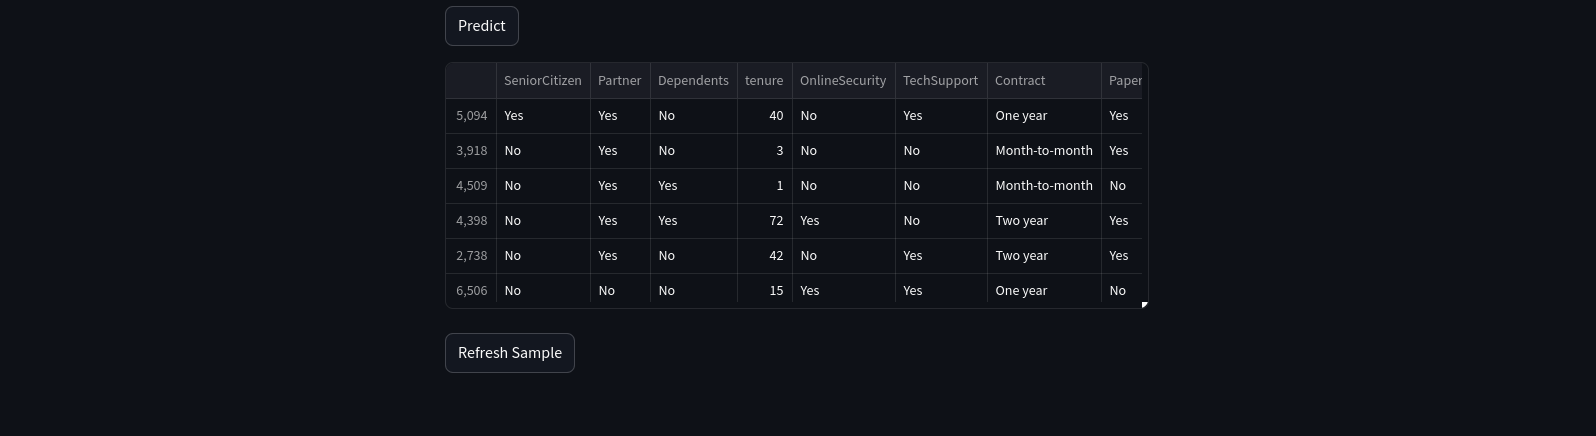 Predict
SeniorCitizen Partner Dependents tenure OnlineSecurity TechSupport Contract Paper
5,094 Yes Yes No 40 No Yes One year Yes
3,918 No Yes No 3 No No Month-to-month Yes
4,509 No Yes Yes 1 No No Month-to-month No
4,398 No Yes Yes 72 Yes No Two year Yes
2,738 No Yes No 42 No Yes Two year Yes
6,506 No No No 15 Yes Yes One year No
Refresh Sample